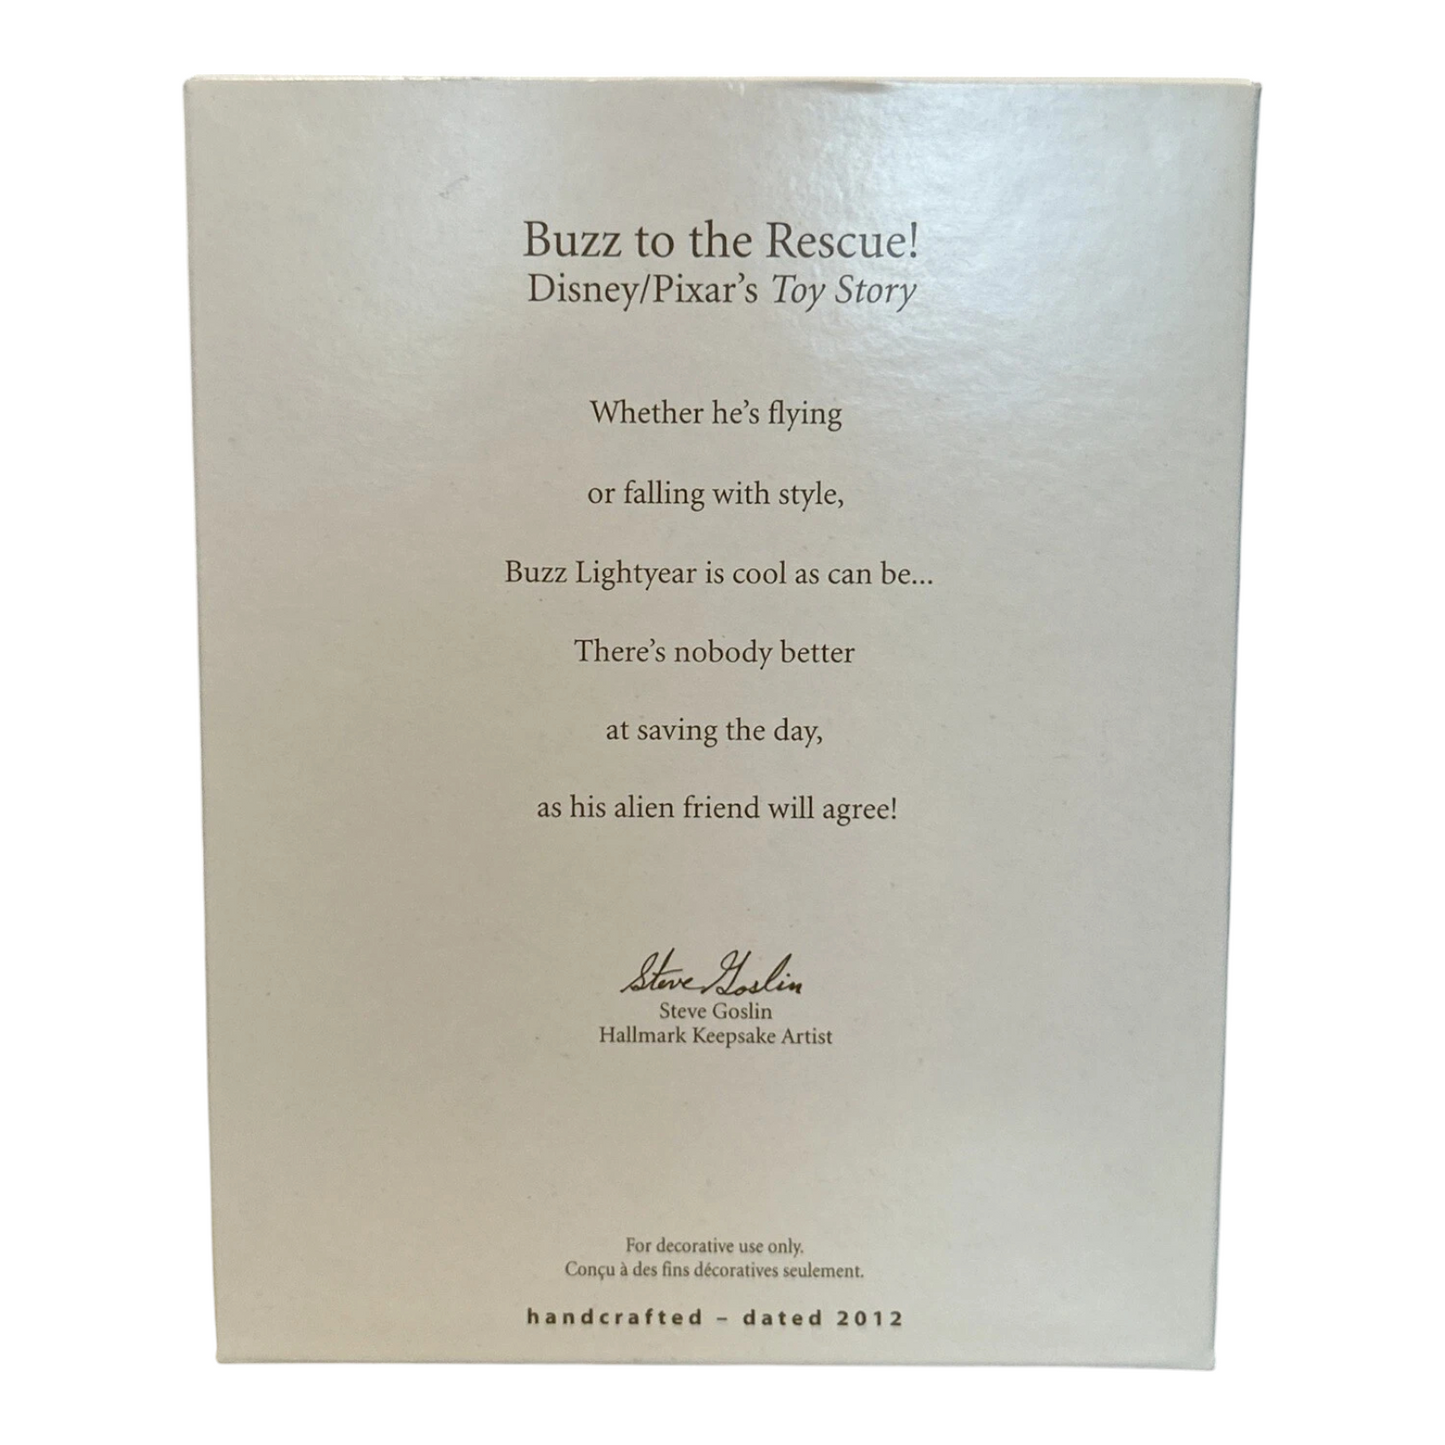 Buzz to the Rescue!
Disney/Pixar’s Toy Story
Whether he’s flying
or falling with style,
Buzz Lightyear is cool as can be...
There’s nobody better
at saving the day,
as his alien friend will agree!
Steve Goslin
Steve Goslin
Hallmark Keepsake Artist
For decorative use only.
Conçu à des fins décoratives seulement.
handcrafted – dated 2012